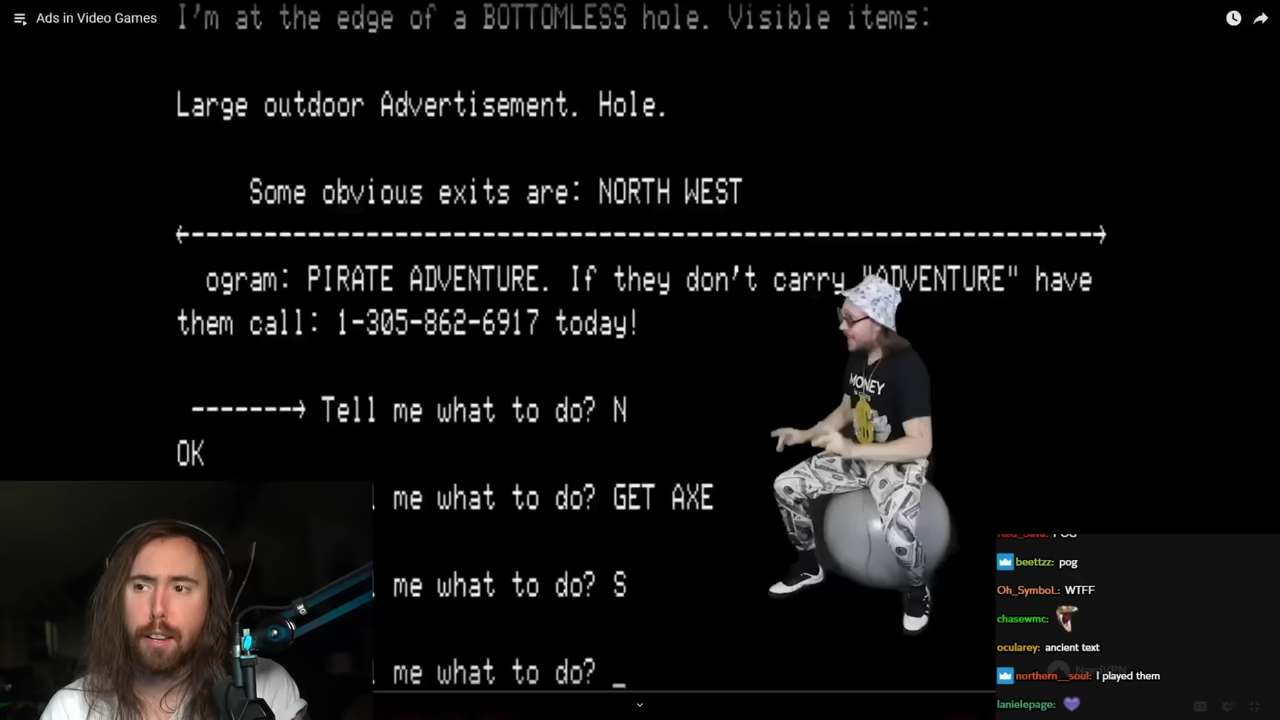 Ads in Video Games
I'm at the edge of a BOTTOMLESS hole. Visible items:
Large outdoor Advertisement. Hole.
Some obvious exits are: NORTH WEST
<--------------------------------------------------------------->
ogram: PIRATE ADVENTURE. If they don't carry "ADVENTURE" have
them call: 1-305-862-6917 today!
-------> Tell me what to do? N
OK
me what to do? GET AXE
me what to do? S
me what to do? _
MONEY
$
beettzz: pog
Oh_Symbol.: WTFF
chasewmc:
ocularey: ancient text
NordVPN
northern__soul: I played them
lanielepage: